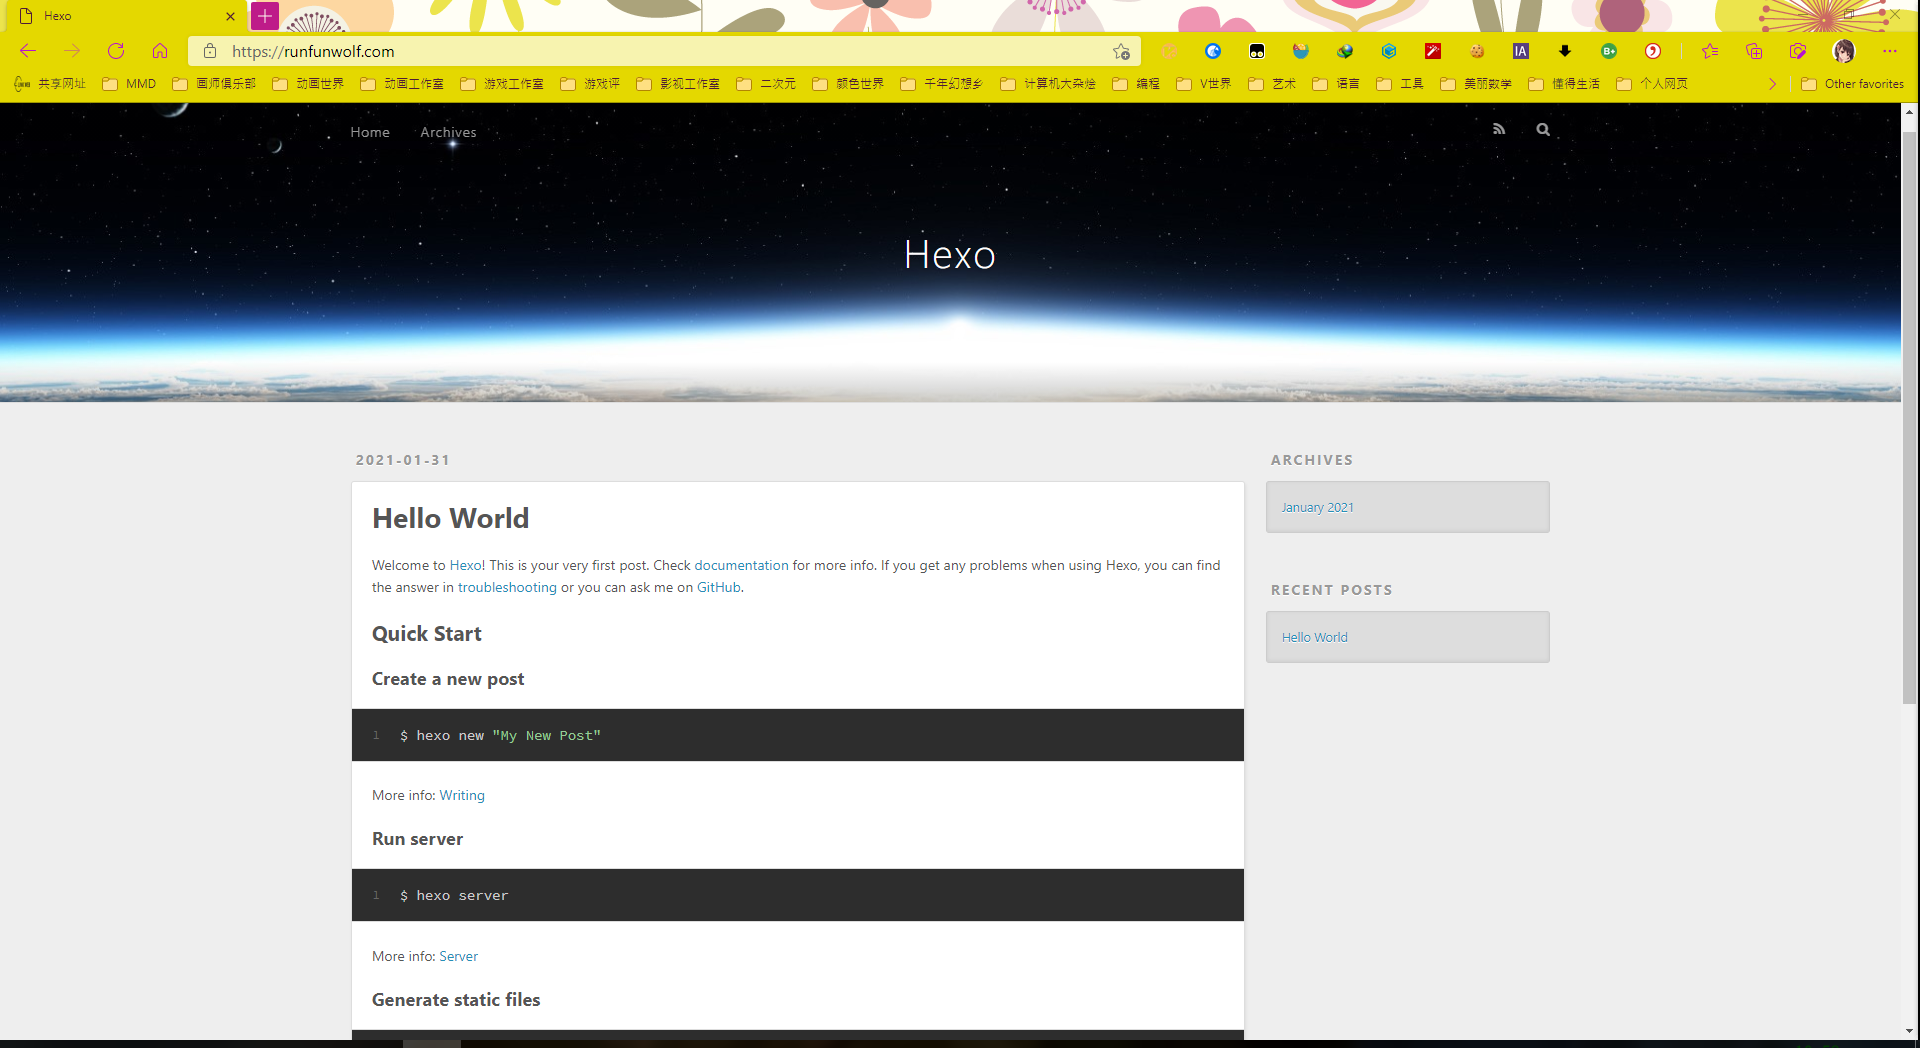 Hexo
https://runfunwolf.com
共享网址 MMD 画师俱乐部 动画世界 动画工作室 游戏工作室 游戏评 影视工作室 二次元 颜色世界 千年幻想乡 计算机大杂烩 编程 V世界 艺术 语言 工具 美丽数学 懂得生活 个人网页 Other favorites
Home Archives
Hexo
2021-01-31
Hello World
Welcome to Hexo! This is your very first post. Check documentation for more info. If you get any problems when using Hexo, you can find
the answer in troubleshooting or you can ask me on GitHub.
Quick Start
Create a new post
1 $ hexo new "My New Post"
More info: Writing
Run server
1 $ hexo server
More info: Server
Generate static files
ARCHIVES
January 2021
RECENT POSTS
Hello World